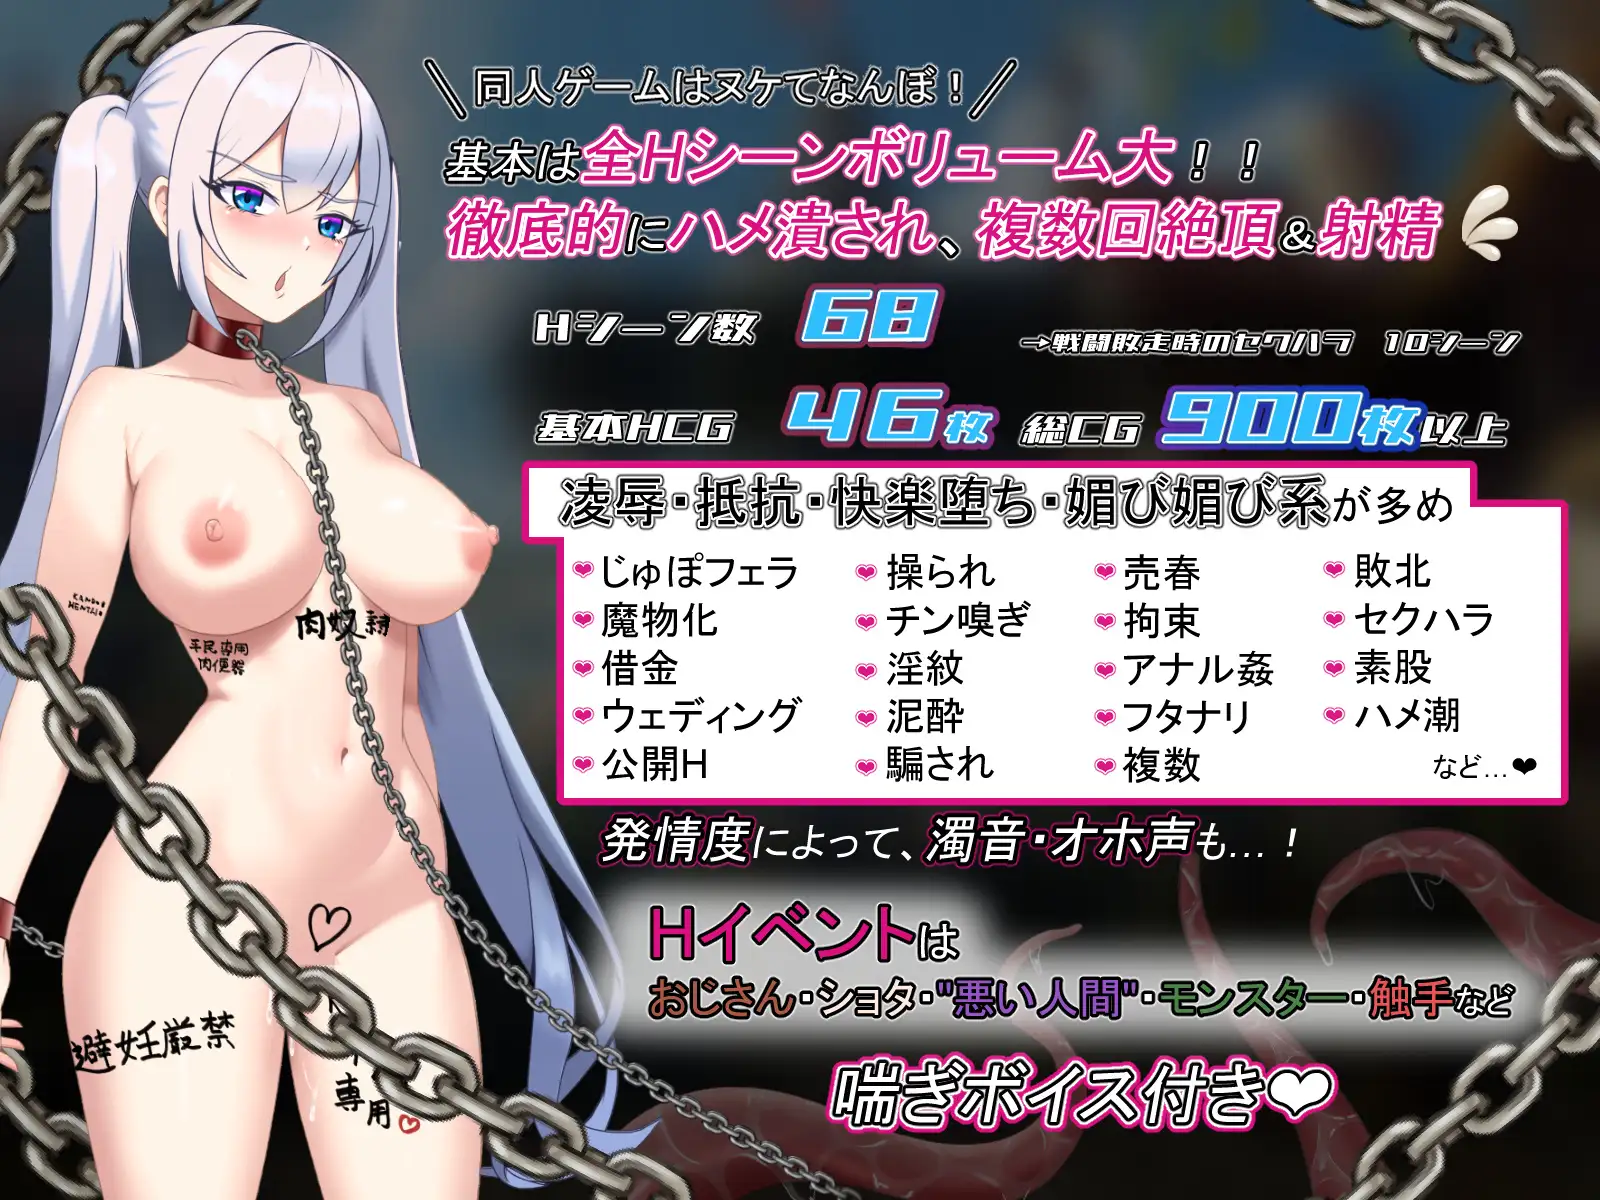 同人ゲームはヌケてなんぼ!
基本は全Hシーンボリューム大!!
徹底的にハメ潰され、複数回絶頂&射精
Hシーン数 68 →戦闘敗走時のセクハラ 10シーン
基本HCG 46枚 総CG 900枚以上
凌辱・抵抗・快楽堕ち・媚び媚び系が多め
❤じゅぽフェラ ❤操られ ❤売春 ❤敗北
❤魔物化 ❤チン嗅ぎ ❤拘束 ❤セクハラ
❤借金 ❤淫紋 ❤アナル姦 ❤素股
❤ウェディング ❤泥酔 ❤フタナリ ❤ハメ潮
❤公開H ❤騙され ❤複数 など…❤
発情度によって、濁音・オホ声も…!
Hイベントは
おじさん・ショタ・"悪い人間"・モンスター・触手など
喘ぎボイス付き❤
肉奴隷
平民専用
肉便器
避妊厳禁
専用